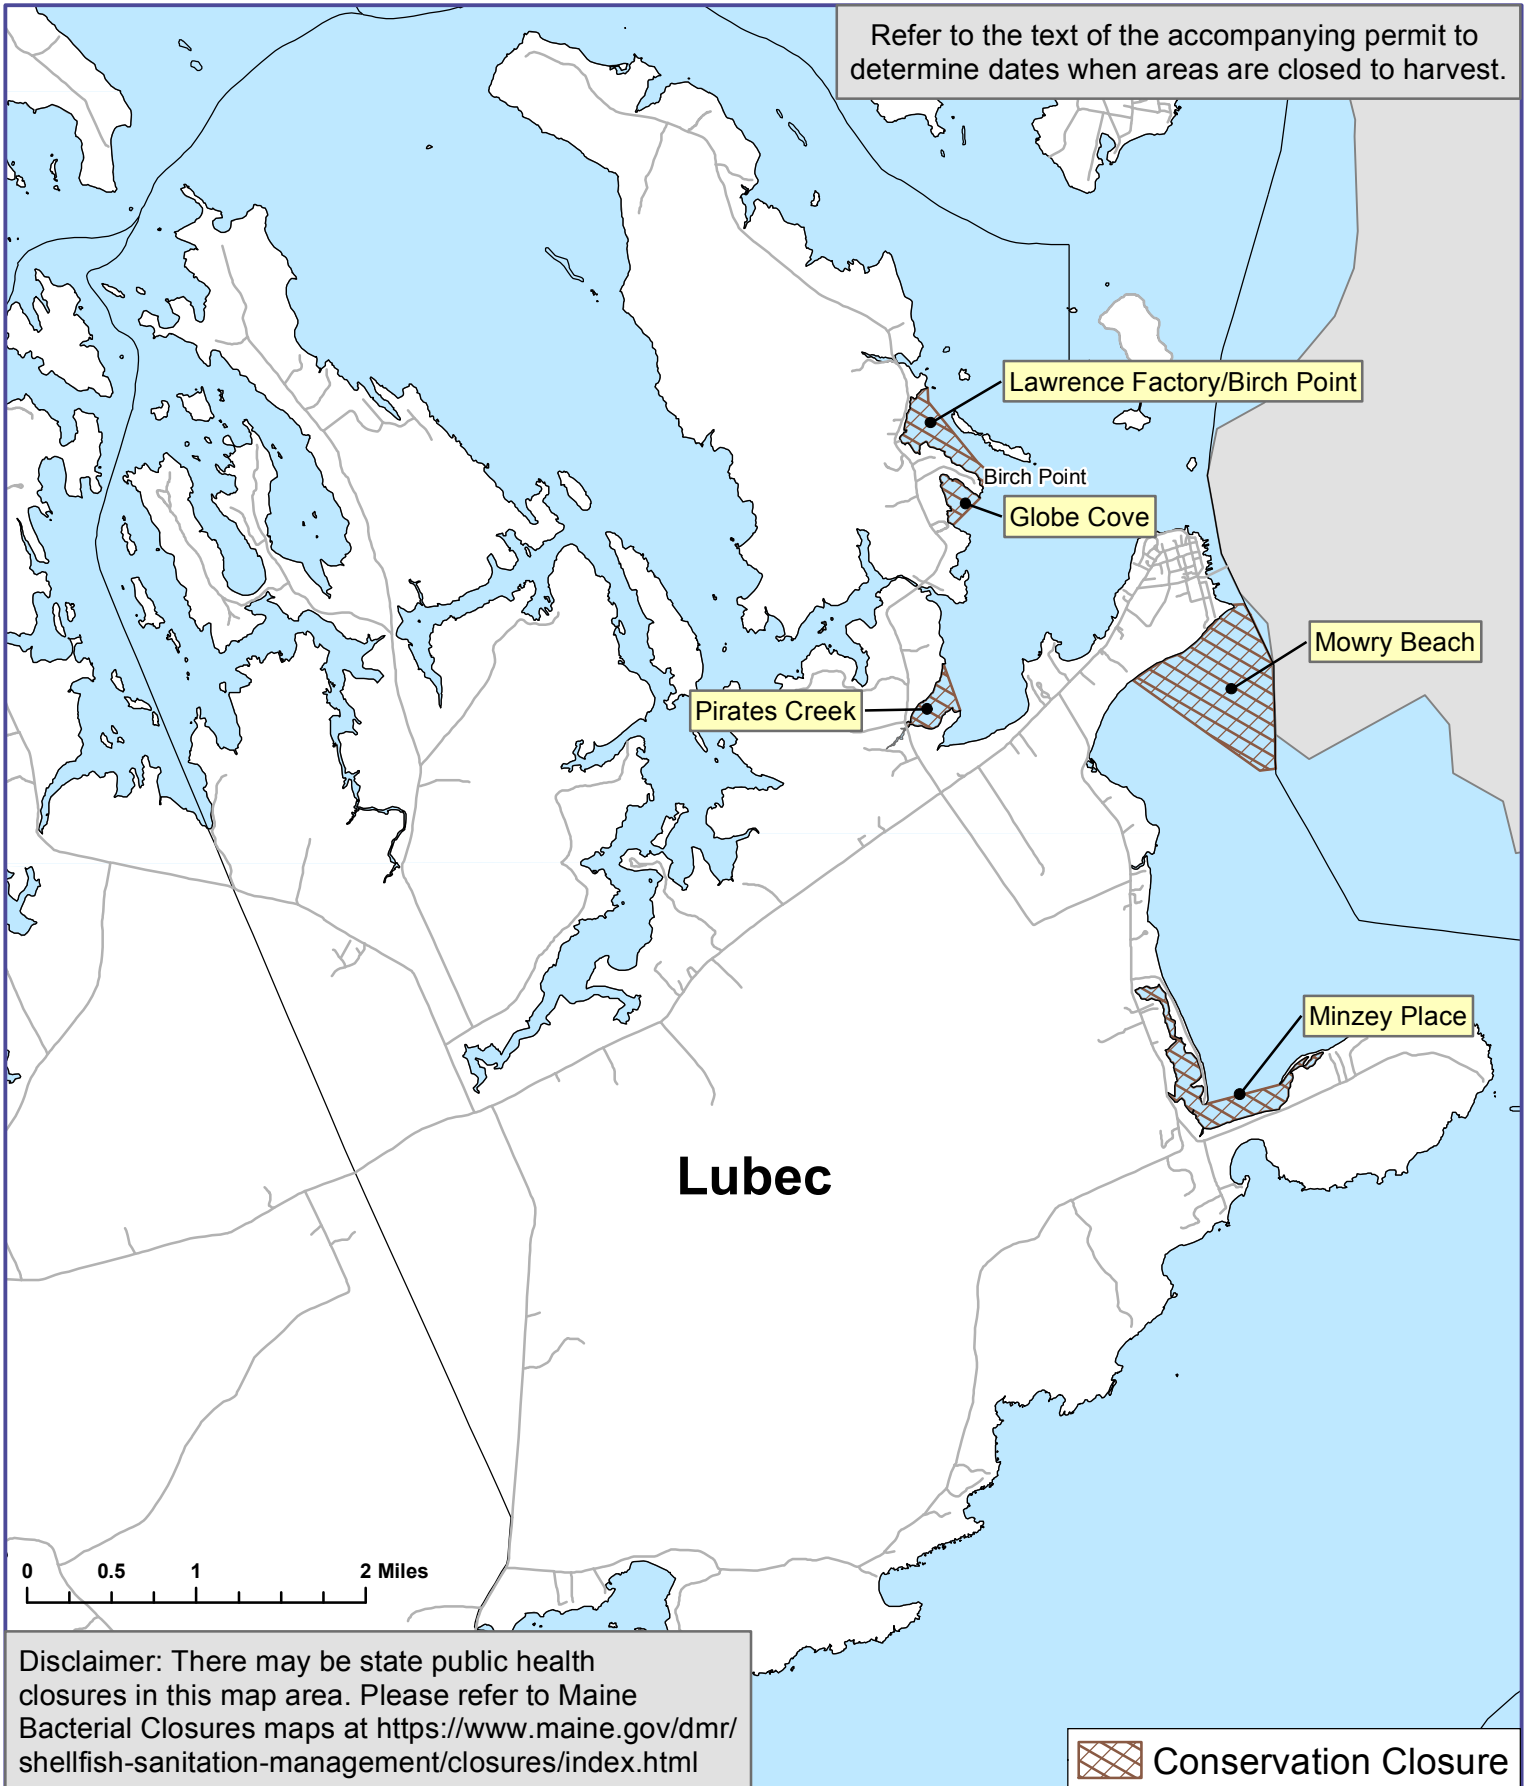 Refer to the text of the accompanying permit to
determine dates when areas are closed to harvest.
Lawrence Factory/Birch Point
Birch Point
Globe Cove
Mowry Beach
Pirates Creek
Minzey Place
Lubec
0 0.5 1 2 Miles
Disclaimer: There may be state public health
closures in this map area. Please refer to Maine
Bacterial Closures maps at https://www.maine.gov/dmr/
shellfish-sanitation-management/closures/index.html
Conservation Closure